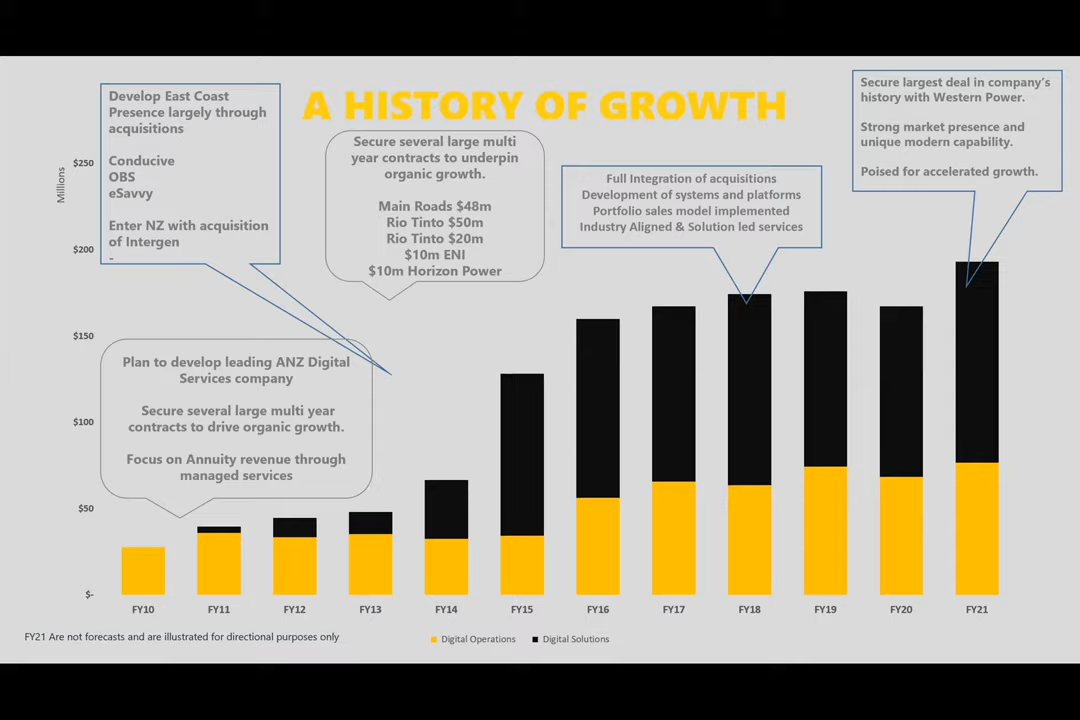 A HISTORY OF GROWTH
Develop East Coast
Presence largely through
acquisitions
Conducive
OBS
eSavvy
Enter NZ with acquisition
of Intergen
-
Secure several large multi
year contracts to underpin
organic growth.
Main Roads $48m
Rio Tinto $50m
Rio Tinto $20m
$10m ENI
$10m Horizon Power
Full Integration of acquisitions
Development of systems and platforms
Portfolio sales model implemented
Industry Aligned & Solution led services
Secure largest deal in company's
history with Western Power.
Strong market presence and
unique modern capability.
Poised for accelerated growth.
Plan to develop leading ANZ Digital
Services company
Secure several large multi year
contracts to drive organic growth.
Focus on Annuity revenue through
managed services
Millions
$250
$200
$150
$100
$50
$-
FY10 FY11 FY12 FY13 FY14 FY15 FY16 FY17 FY18 FY19 FY20 FY21
FY21 Are not forecasts and are illustrated for directional purposes only
Digital Operations Digital Solutions